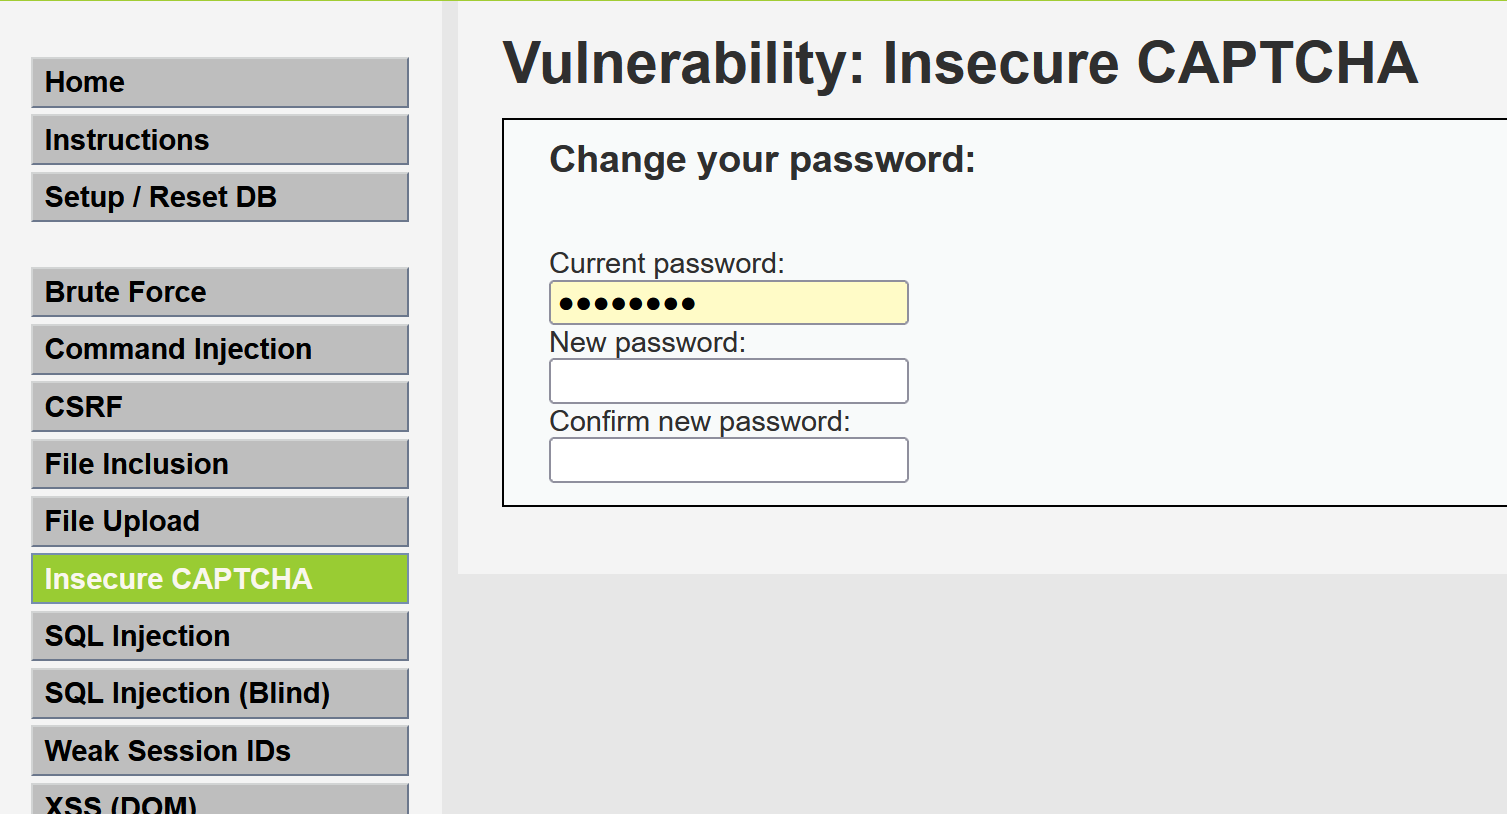 Home
Instructions
Setup / Reset DB
Brute Force
Command Injection
CSRF
File Inclusion
File Upload
Insecure CAPTCHA
SQL Injection
SQL Injection (Blind)
Weak Session IDs
XSS (DOM)
Vulnerability: Insecure CAPTCHA
Change your password:
Current password:
●●●●●●●●
New password:
Confirm new password: